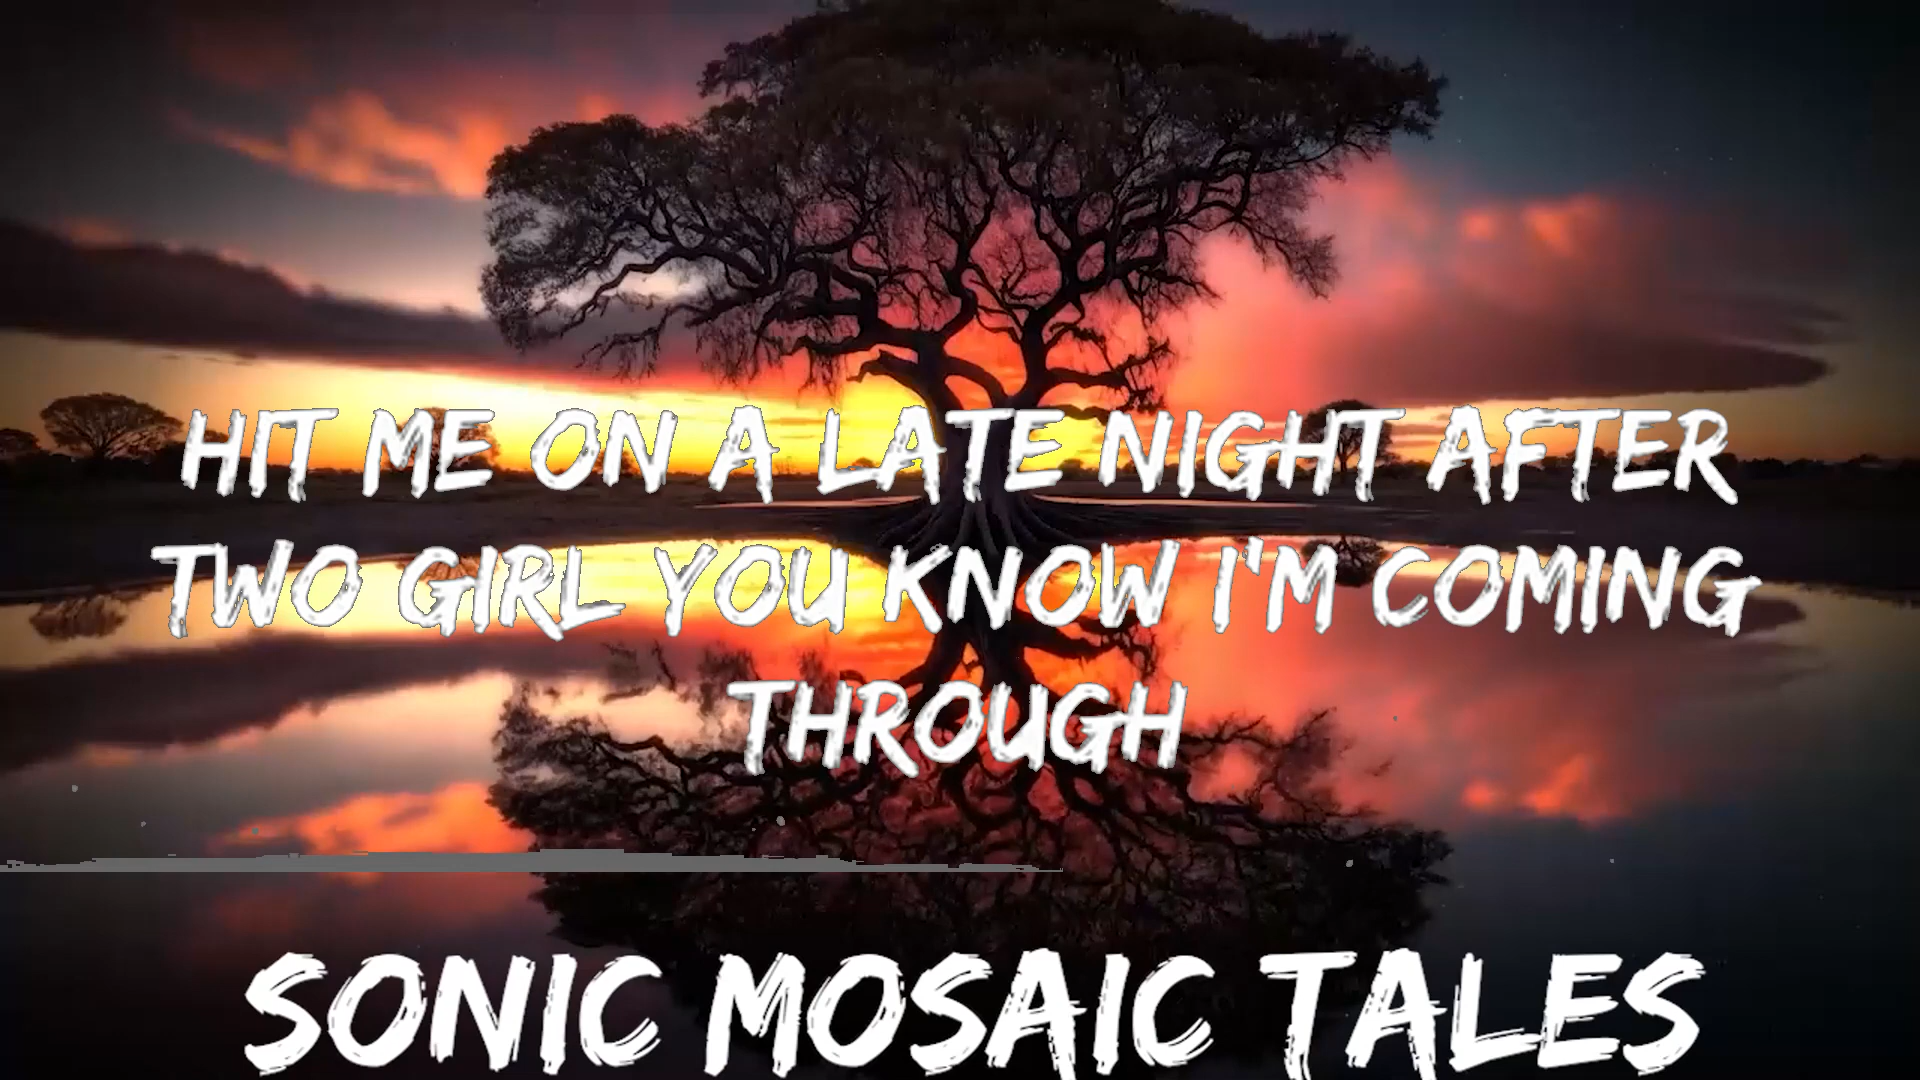 HIT ME ON A LATE NIGHT AFTER
TWO GIRL YOU KNOW I'M COMING
THROUGH
SONIC MOSAIC TALES